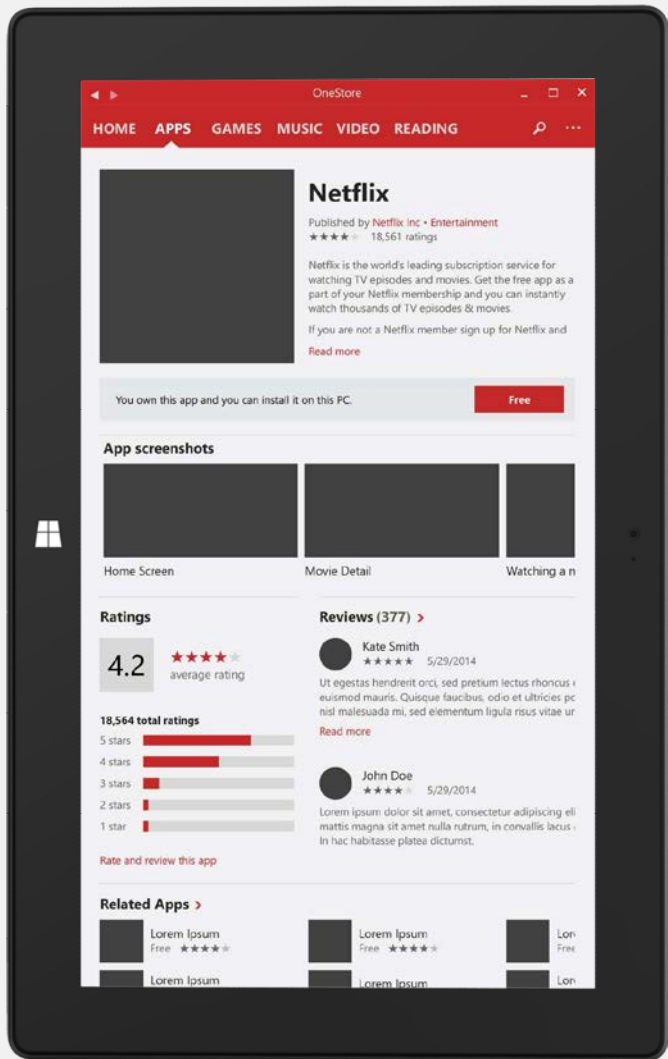 OneStore
HOME APPS GAMES MUSIC VIDEO READING
Netflix
Published by Netflix Inc • Entertainment
18,561 ratings
Netflix is the world's leading subscription service for
watching TV episodes and movies. Get the free app as a
part of your Netflix membership and you can instantly
watch thousands of TV episodes & movies.
If you are not a Netflix member sign up for Netflix and
Read more
You own this app and you can install it on this PC.
Free
App screenshots
Home Screen
Movie Detail
Watching a
Ratings
4.2
average rating
18,564 total ratings
5 stars
4 stars
3 stars
2 stars
1 star
Rate and review this app
Reviews (377)
Kate Smith
5/29/2014
Ut egestas hendrerit orci, sed pretium lectus rhoncus
euismod mauris. Quisque faucibus, odio et ultricies
nisl malesuada mi, sed elementum ligula risus vitae
Read more
John Doe
5/29/2014
Lorem ipsum dolor sit amet, consectetur adipiscing
mattis magna sit amet nulla rutrum, in convallis lacus
In hac habitasse platea dictumst.
Related Apps
Lorem Ipsum
Free
Lorem Ipsum
Free
Lor
Free
Lorem Ipsum
Lorem Ipsum
Lor